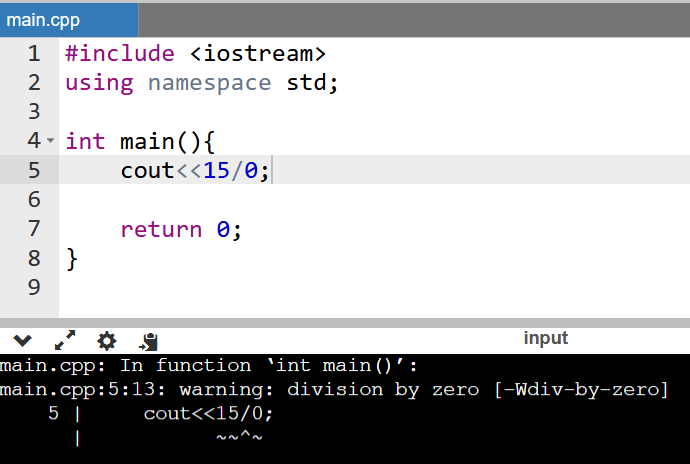 main.cpp
1 #include <iostream>
2 using namespace std;
3
4 int main(){
5     cout<<15/0;
6
7     return 0;
8 }
9
input
main.cpp: In function ‘int main()’:
main.cpp:5:13: warning: division by zero [-Wdiv-by-zero]
    5 |     cout<<15/0;
      |           ~~^~